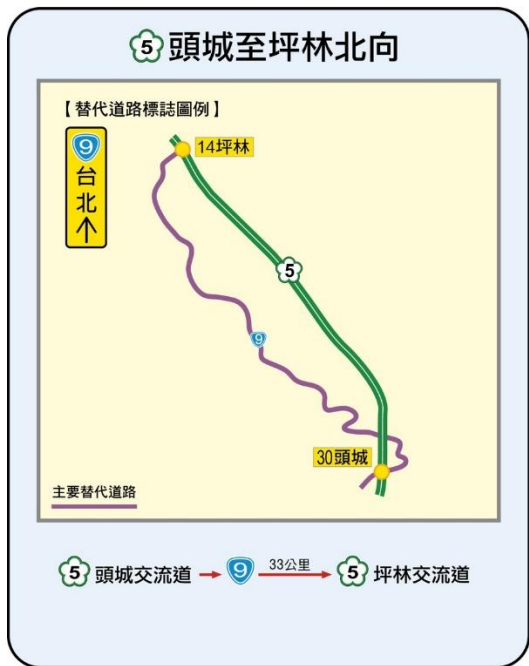 5 頭城至坪林北向
【替代道路標誌圖例】
9
台
北
14坪林
5
9
30頭城
主要替代道路
5 頭城交流道 9 33公里 5 坪林交流道